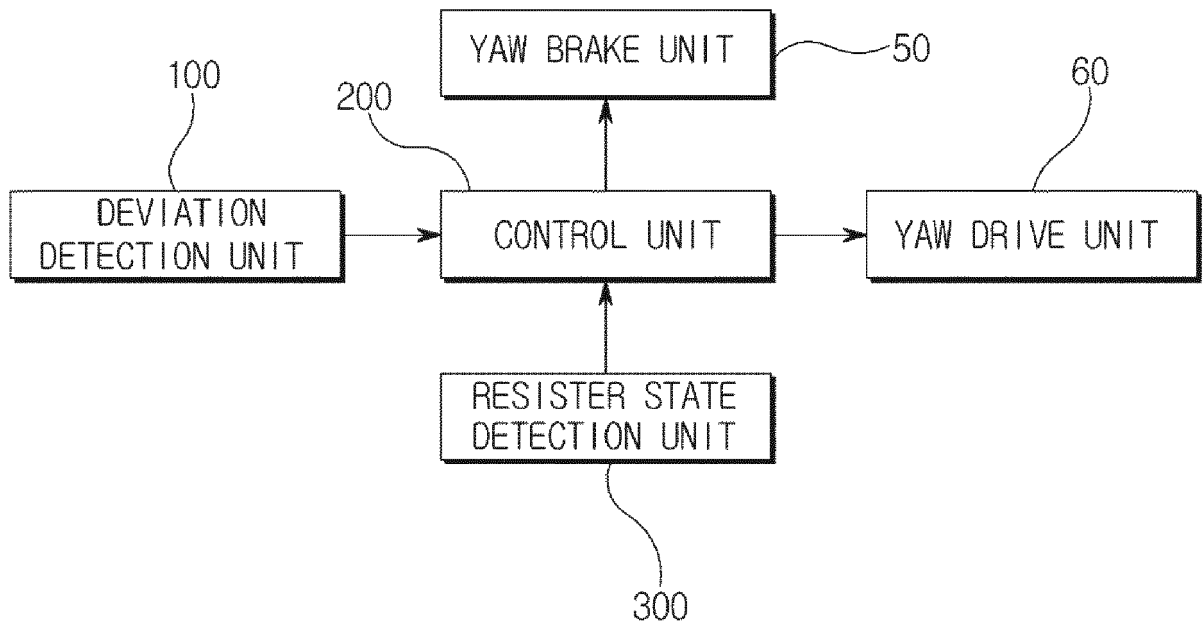 YAW BRAKE UNIT
50
100
200
60
DEVIATION
DETECTION UNIT
CONTROL UNIT
YAW DRIVE UNIT
RESISTER STATE
DETECTION UNIT
300